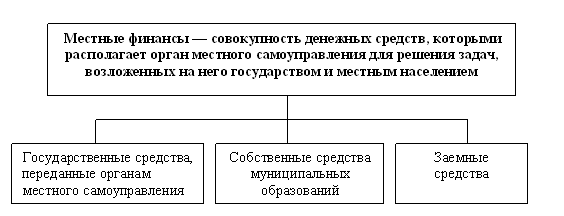 Местные финансы — совокупность денежных средств, которыми
располагает орган местного самоуправления для решения задач,
возложенных на него государством и местным населением
Государственные средства,
переданные органам
местного самоуправления
Собственные средства
муниципальных
образований
Заемные
средства